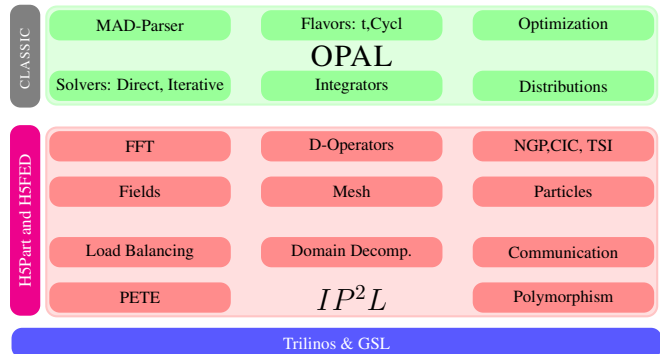 CLASSIC
MAD-Parser
Flavors: t,Cycl
Optimization
OPAL
Solvers: Direct, Iterative
Integrators
Distributions
H5Part and H5FED
FFT
D-Operators
NGP,CIC, TSI
Fields
Mesh
Particles
Load Balancing
Domain Decomp.
Communication
PETE
IP²L
Polymorphism
Trilinos & GSL